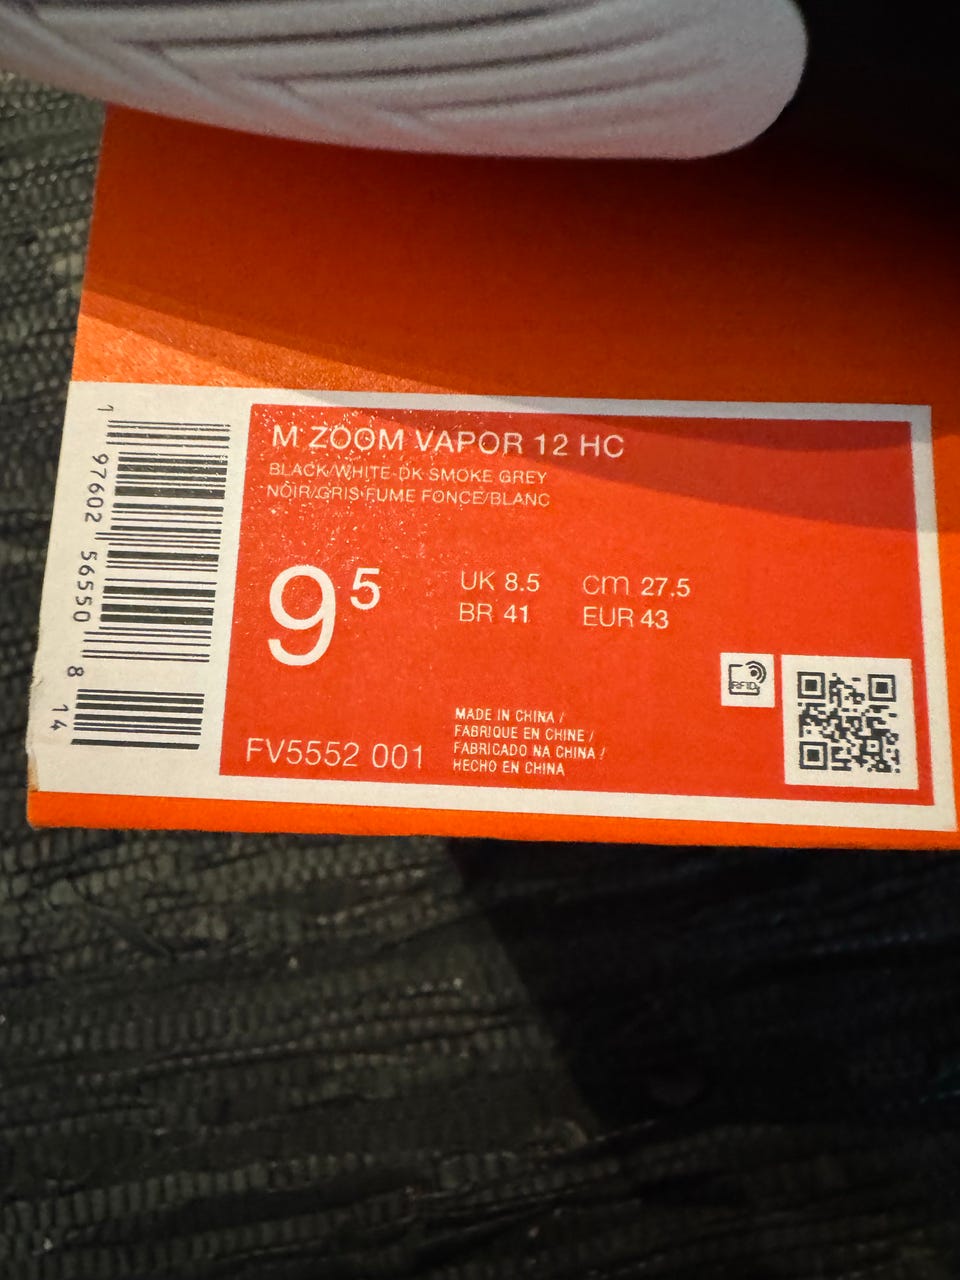 M ZOOM VAPOR 12 HC
BLACK/WHITE-DK SMOKE GREY
NOIR/GRIS FUME FONCE/BLANC
9⁵
UK 8.5 cm 27.5
BR 41 EUR 43
RFID
FV5552 001
MADE IN CHINA /
FABRIQUE EN CHINE /
FABRICADO NA CHINA /
HECHO EN CHINA
1 97602 56550 8 14